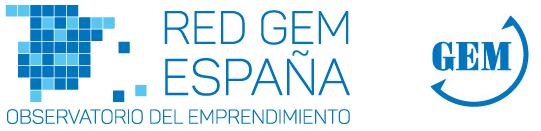 RED GEM
ESPAÑA
OBSERVATORIO DEL EMPRENDIMIENTO
GEM